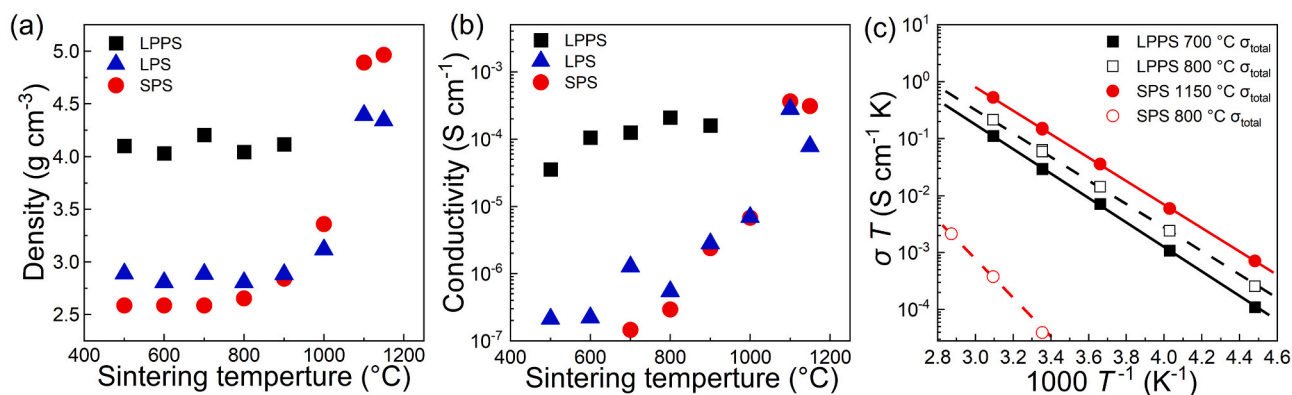 (a)
LPPS
LPS
SPS
Density (g cm⁻³)
5.0
4.5
4.0
3.5
3.0
2.5
400 600 800 1000 1200
Sintering temperture (°C)
(b)
LPPS
LPS
SPS
Conductivity (S cm⁻¹)
10⁻³
10⁻⁴
10⁻⁵
10⁻⁶
10⁻⁷
400 600 800 1000 1200
Sintering temperture (°C)
(c)
LPPS 700 °C σtotal
LPPS 800 °C σtotal
SPS 1150 °C σtotal
SPS 800 °C σtotal
σ T (S cm⁻¹ K)
10¹
10⁰
10⁻¹
10⁻²
10⁻³
10⁻⁴
2.8 3.0 3.2 3.4 3.6 3.8 4.0 4.2 4.4 4.6
1000 T⁻¹ (K⁻¹)